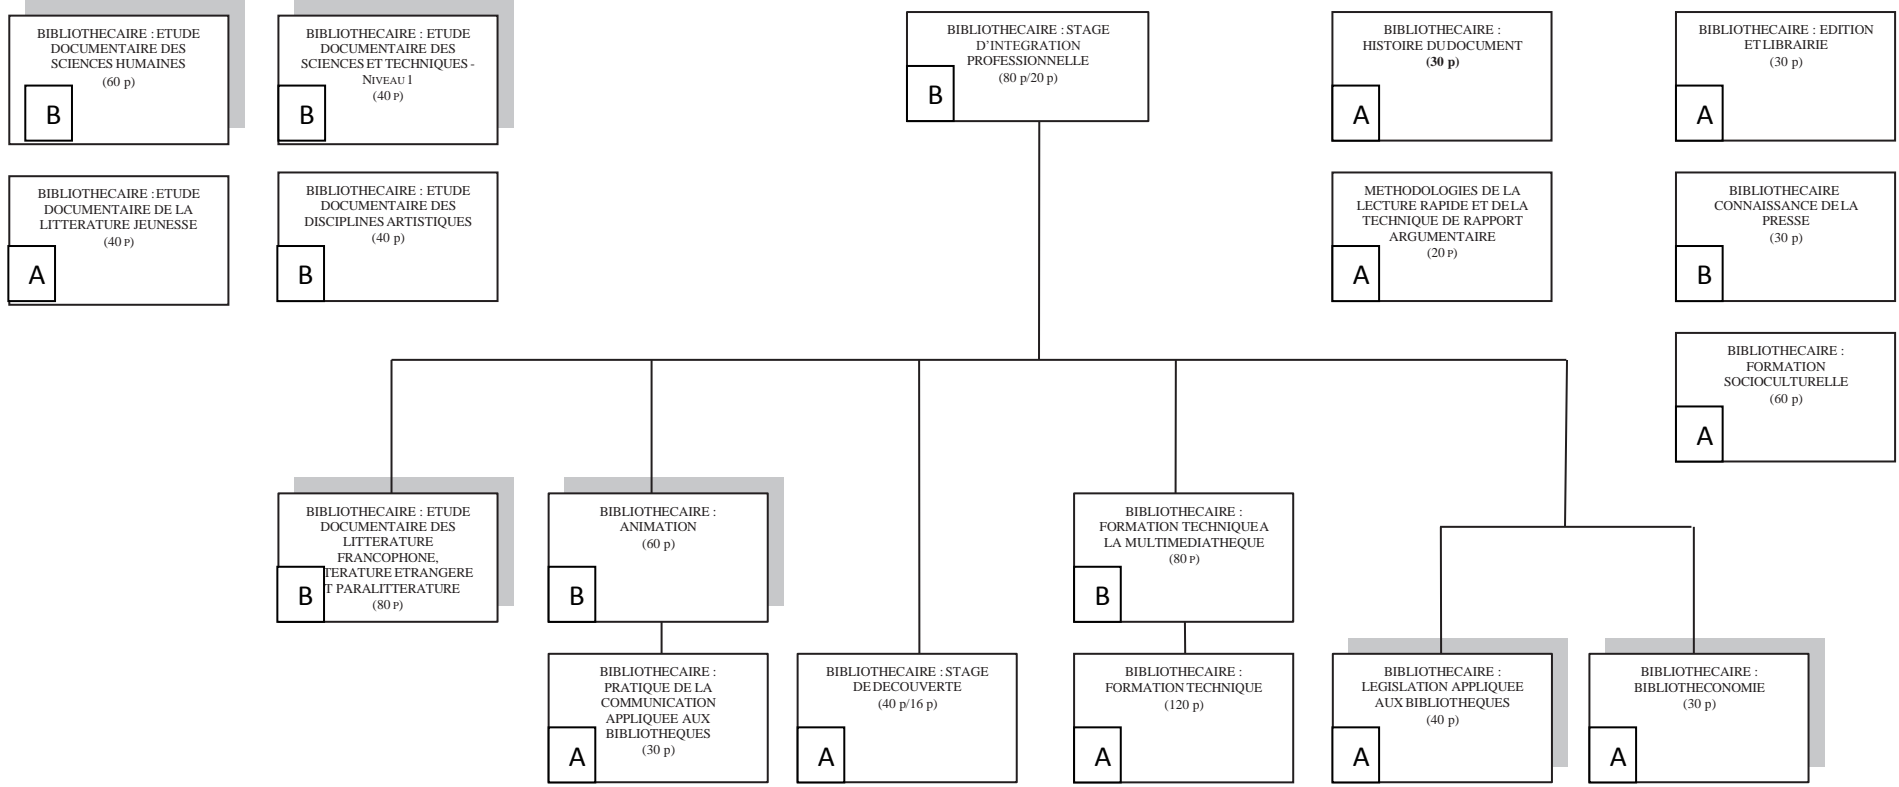 BIBLIOTHECAIRE : ETUDE
DOCUMENTAIRE DES
SCIENCES HUMAINES
(60 p)
B
BIBLIOTHECAIRE : ETUDE
DOCUMENTAIRE DES
SCIENCES ET TECHNIQUES -
NIVEAU 1
(40 P)
B
BIBLIOTHECAIRE : STAGE
D’INTEGRATION
PROFESSIONNELLE
(80 p/20 p)
B
BIBLIOTHECAIRE :
HISTOIRE DU DOCUMENT
(30 p)
A
BIBLIOTHECAIRE : EDITION
ET LIBRAIRIE
(30 p)
A
BIBLIOTHECAIRE : ETUDE
DOCUMENTAIRE DE LA
LITTERATURE JEUNESSE
(40 P)
A
BIBLIOTHECAIRE : ETUDE
DOCUMENTAIRE DES
DISCIPLINES ARTISTIQUES
(40 p)
B
METHODOLOGIES DE LA
LECTURE RAPIDE ET DE LA
TECHNIQUE DE RAPPORT
ARGUMENTAIRE
(20 P)
A
BIBLIOTHECAIRE
CONNAISSANCE DE LA
PRESSE
(30 p)
B
BIBLIOTHECAIRE :
FORMATION
SOCIOCULTURELLE
(60 p)
A
BIBLIOTHECAIRE : ETUDE
DOCUMENTAIRE DES
LITTERATURE
FRANCOPHONE,
TERATURE ETRANGERE
T PARALITTERATURE
(80 P)
B
BIBLIOTHECAIRE :
ANIMATION
(60 p)
B
BIBLIOTHECAIRE :
FORMATION TECHNIQUE A
LA MULTIMEDIATHEQUE
(80 P)
B
BIBLIOTHECAIRE :
PRATIQUE DE LA
COMMUNICATION
APPLIQUEE AUX
BIBLIOTHEQUES
(30 p)
A
BIBLIOTHECAIRE : STAGE
DE DECOUVERTE
(40 p/16 p)
A
BIBLIOTHECAIRE :
FORMATION TECHNIQUE
(120 p)
A
BIBLIOTHECAIRE :
LEGISLATION APPLIQUEE
AUX BIBLIOTHEQUES
(40 p)
A
BIBLIOTHECAIRE :
BIBLIOTHECONOMIE
(30 p)
A